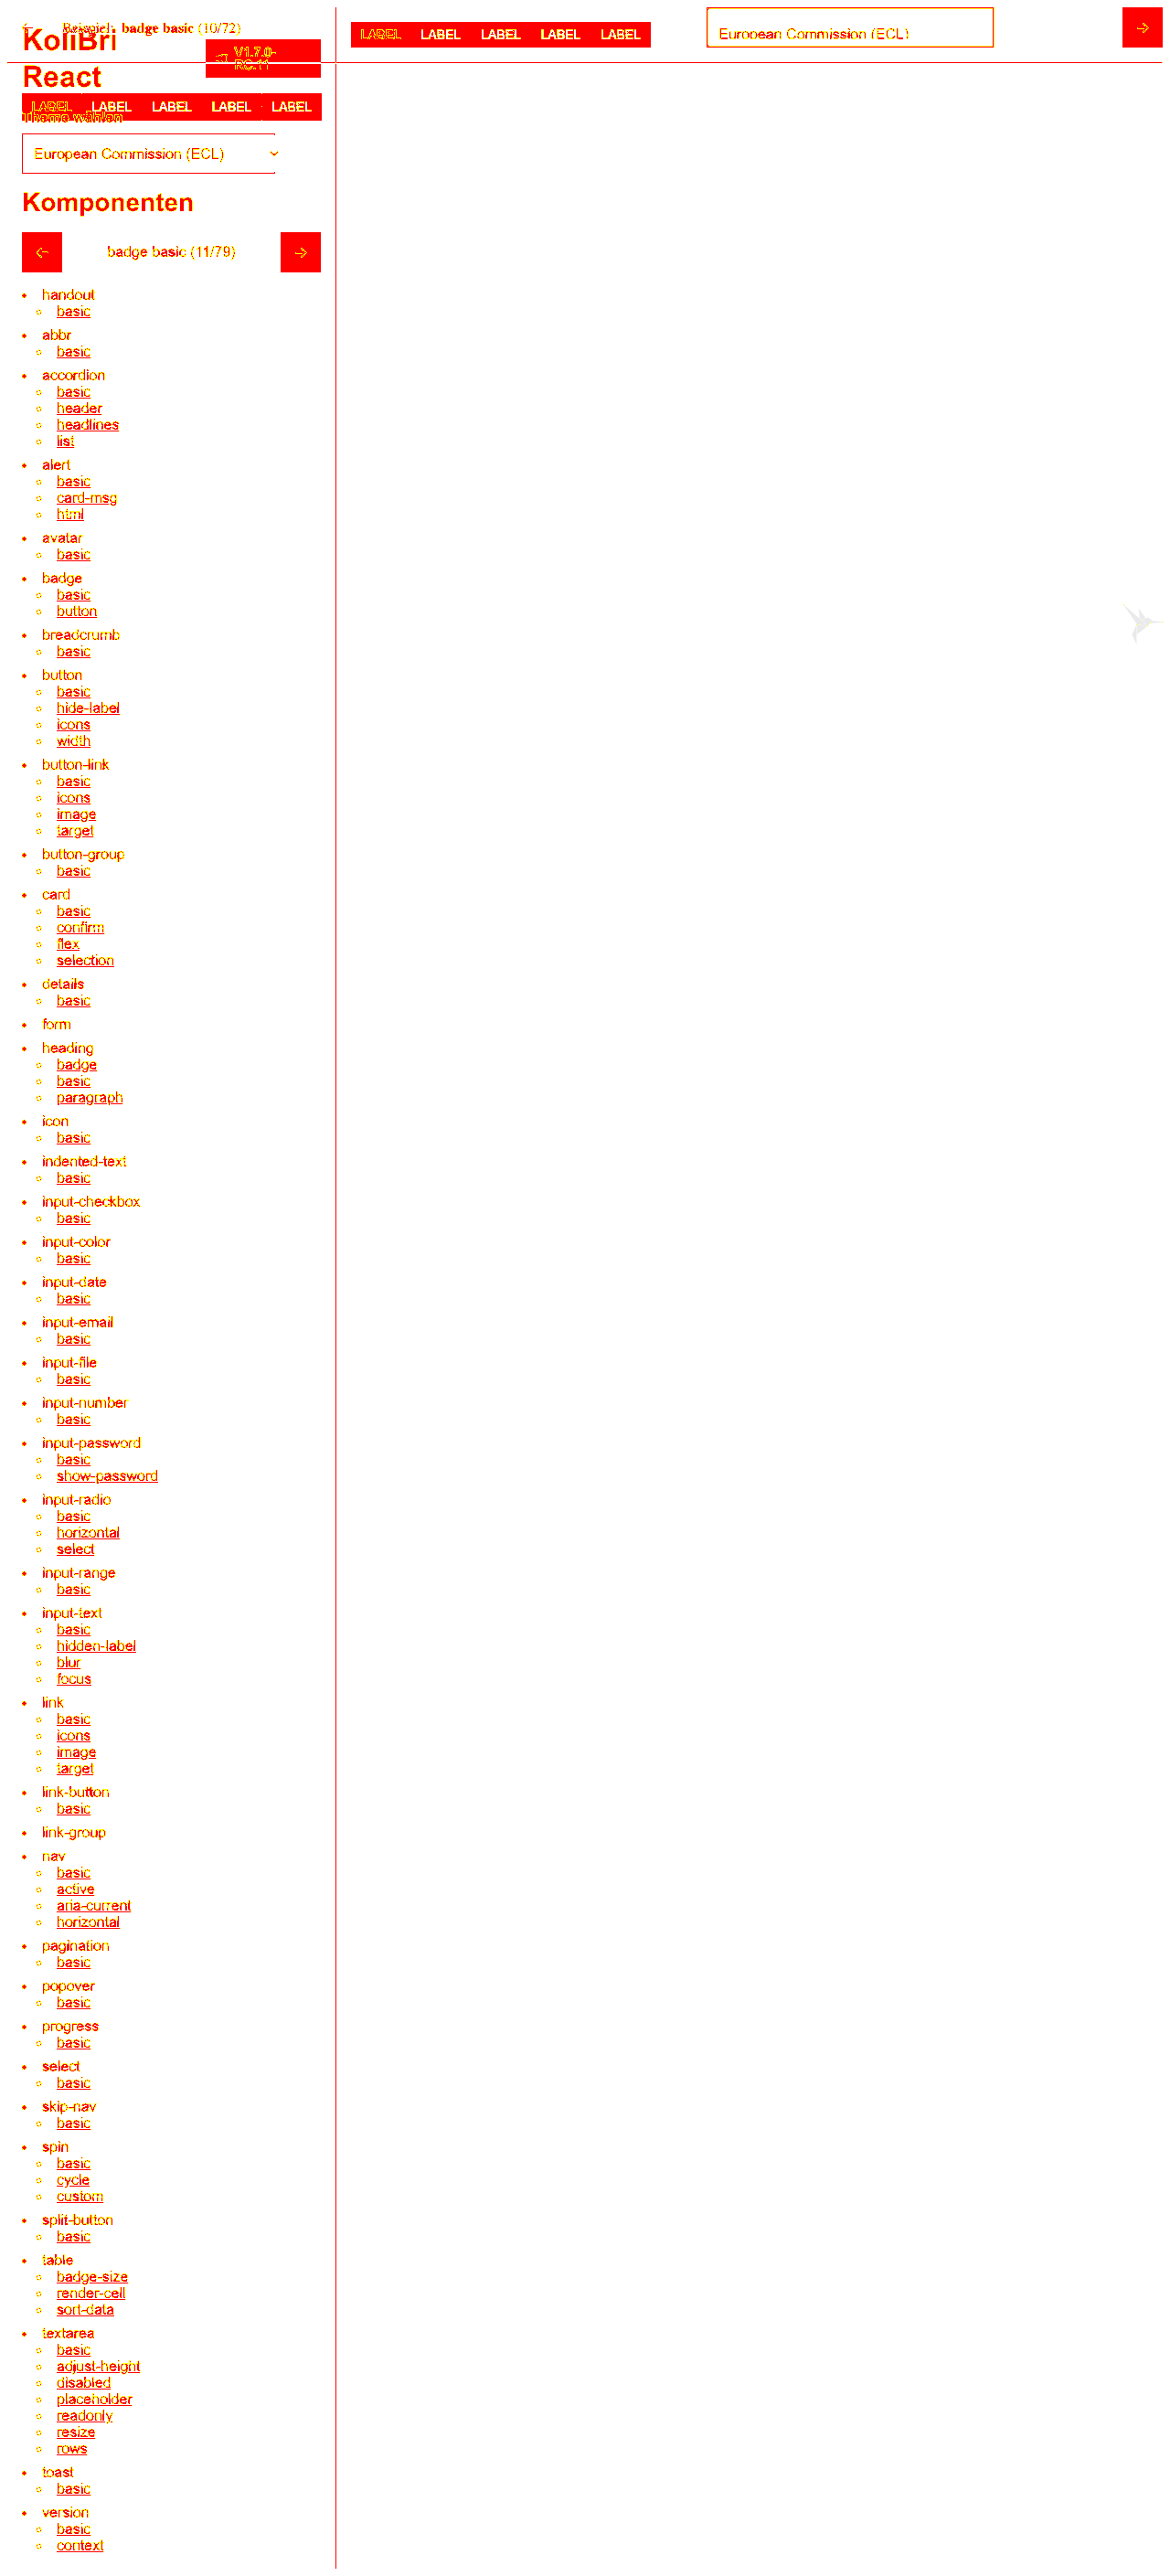 Beispiel: badge basic (10/72)
KoliBri
React
V1.7.0-
RC.11
LABEL LABEL LABEL LABEL LABEL
European Commission (ECL)
LABEL LABEL LABEL LABEL LABEL
Theme wählen
European Commission (ECL)
Komponenten
badge basic (11/79)
handout
basic
abbr
basic
accordion
basic
header
headlines
list
alert
basic
card-msg
html
avatar
basic
badge
basic
button
breadcrumb
basic
button
basic
hide-label
icons
width
button-link
basic
icons
image
target
button-group
basic
card
basic
confirm
flex
selection
details
basic
form
heading
badge
basic
paragraph
icon
basic
indented-text
basic
input-checkbox
basic
input-color
basic
input-date
basic
input-email
basic
input-file
basic
input-number
basic
input-password
basic
show-password
input-radio
basic
horizontal
select
input-range
basic
input-text
basic
hidden-label
blur
focus
link
basic
icons
image
target
link-button
basic
link-group
nav
basic
active
aria-current
horizontal
pagination
basic
popover
basic
progress
basic
select
basic
skip-nav
basic
spin
basic
cycle
custom
split-button
basic
table
badge-size
render-cell
sort-data
textarea
basic
adjust-height
disabled
placeholder
readonly
resize
rows
toast
basic
version
basic
context